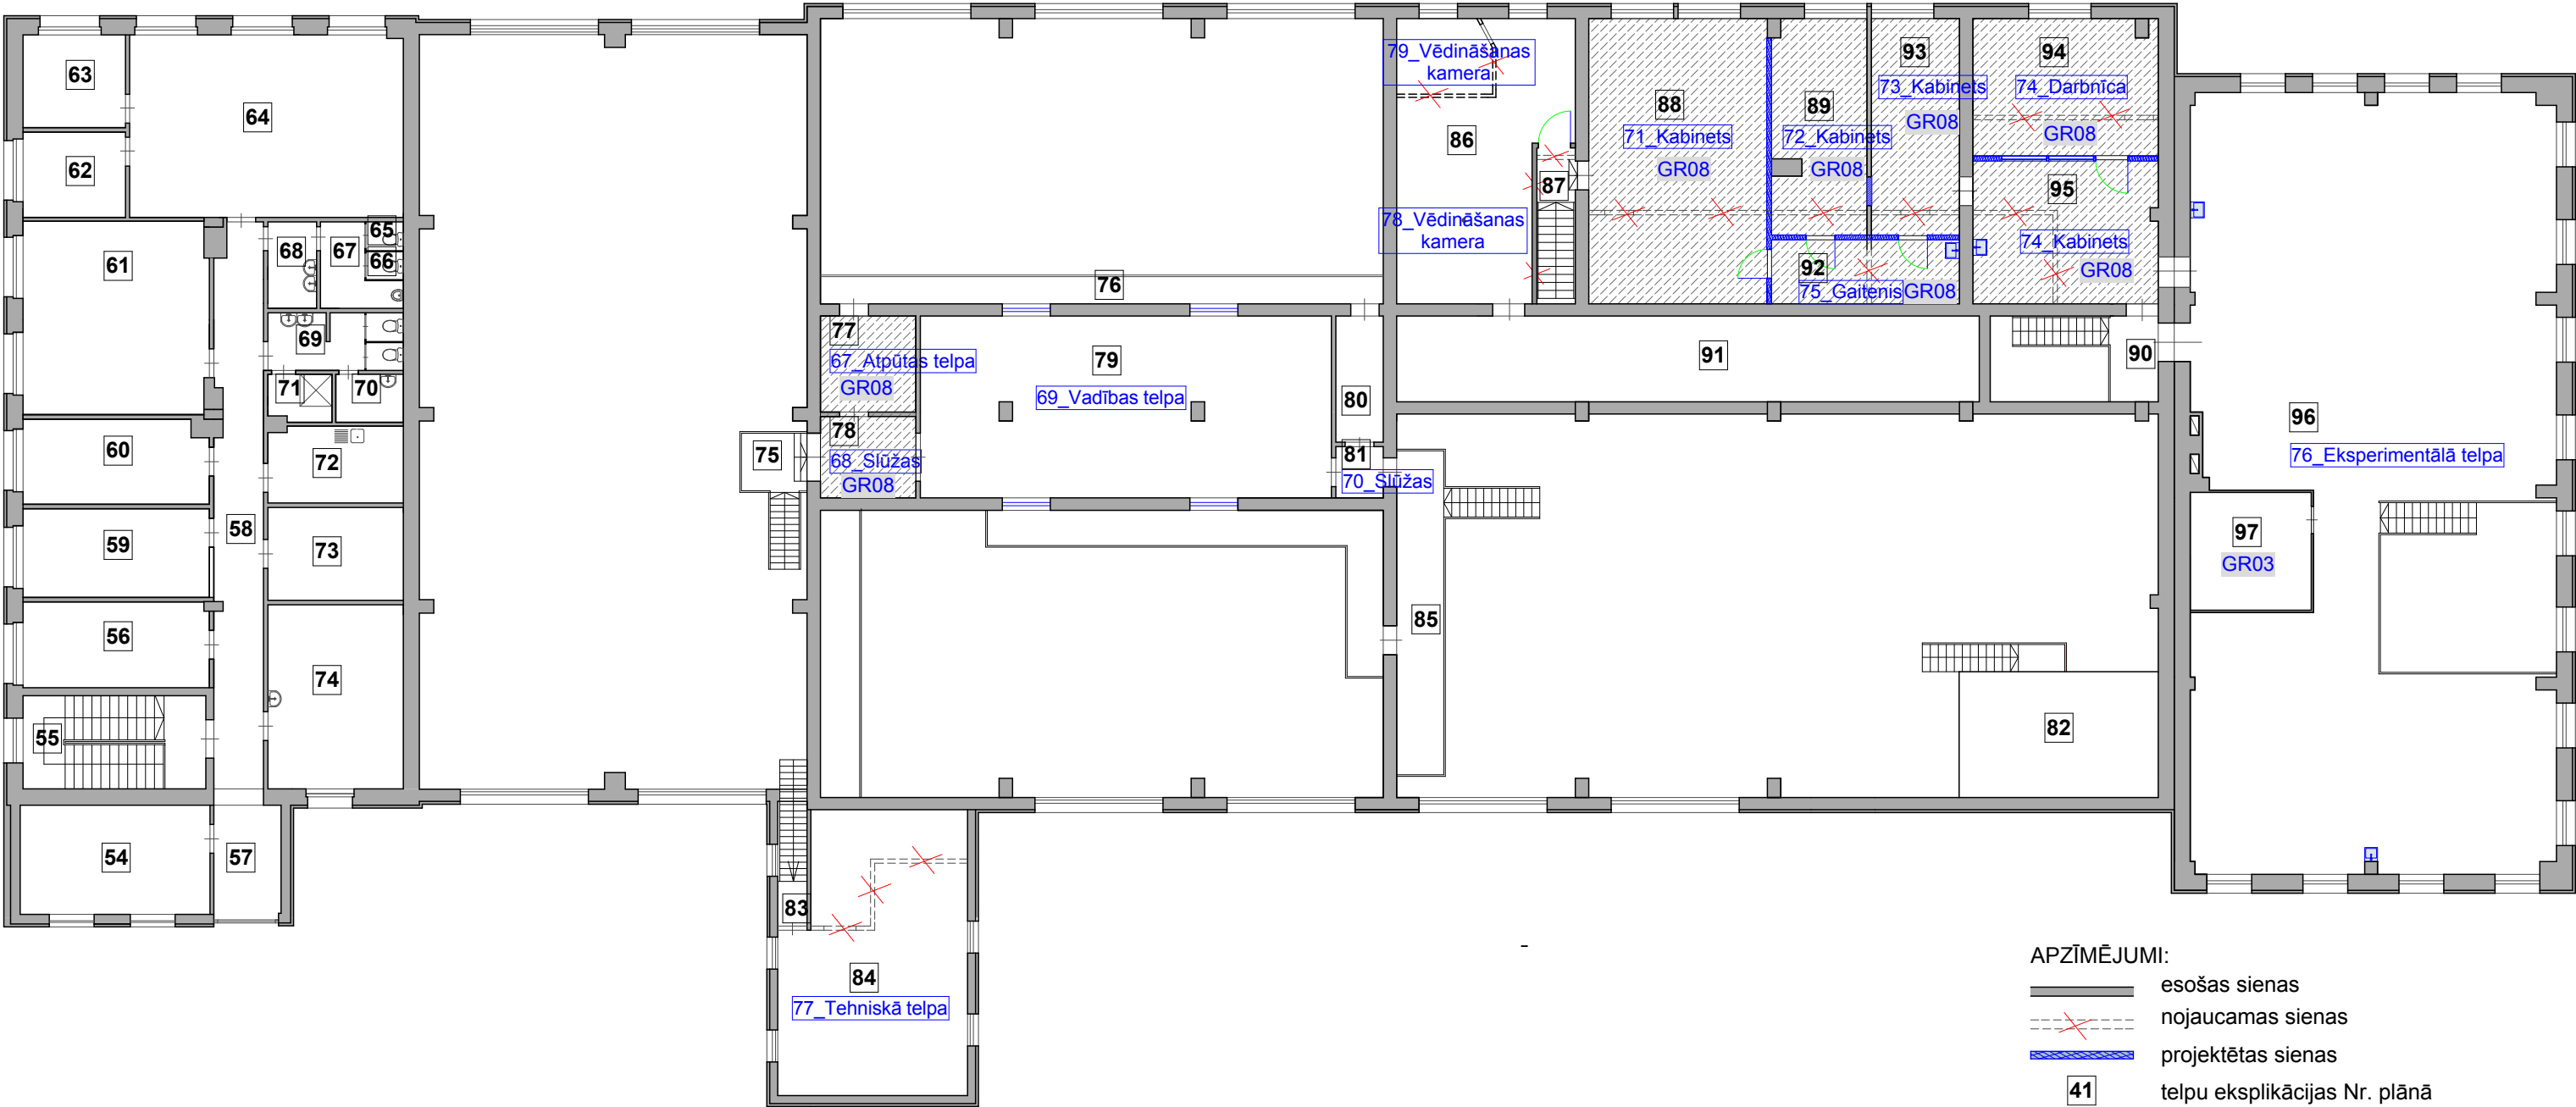 63
64
62
61
68
67
65
66
69
71
70
60
72
58
59
73
56
74
55
54
57
76
77
67_Atpūtas telpa
GR08
78
68_Slūžas
GR08
75
79
69_Vadības telpa
80
81
70_Slūžas
79_Vēdināšanas
kamera
86
87
78_Vēdināšanas
kamera
88
71_Kabinets
GR08
89
72_Kabinets
GR08
93
73_Kabinets
GR08
94
74_Darbnīca
GR08
95
74_Kabinets
GR08
92
75_Gaitenis GR08
91
90
96
76_Eksperimentālā telpa
97
GR03
85
82
83
84
77_Tehniskā telpa
-
APZĪMĒJUMI:
esošas sienas
nojaucamas sienas
projektētas sienas
41 telpu eksplikācijas Nr. plānā